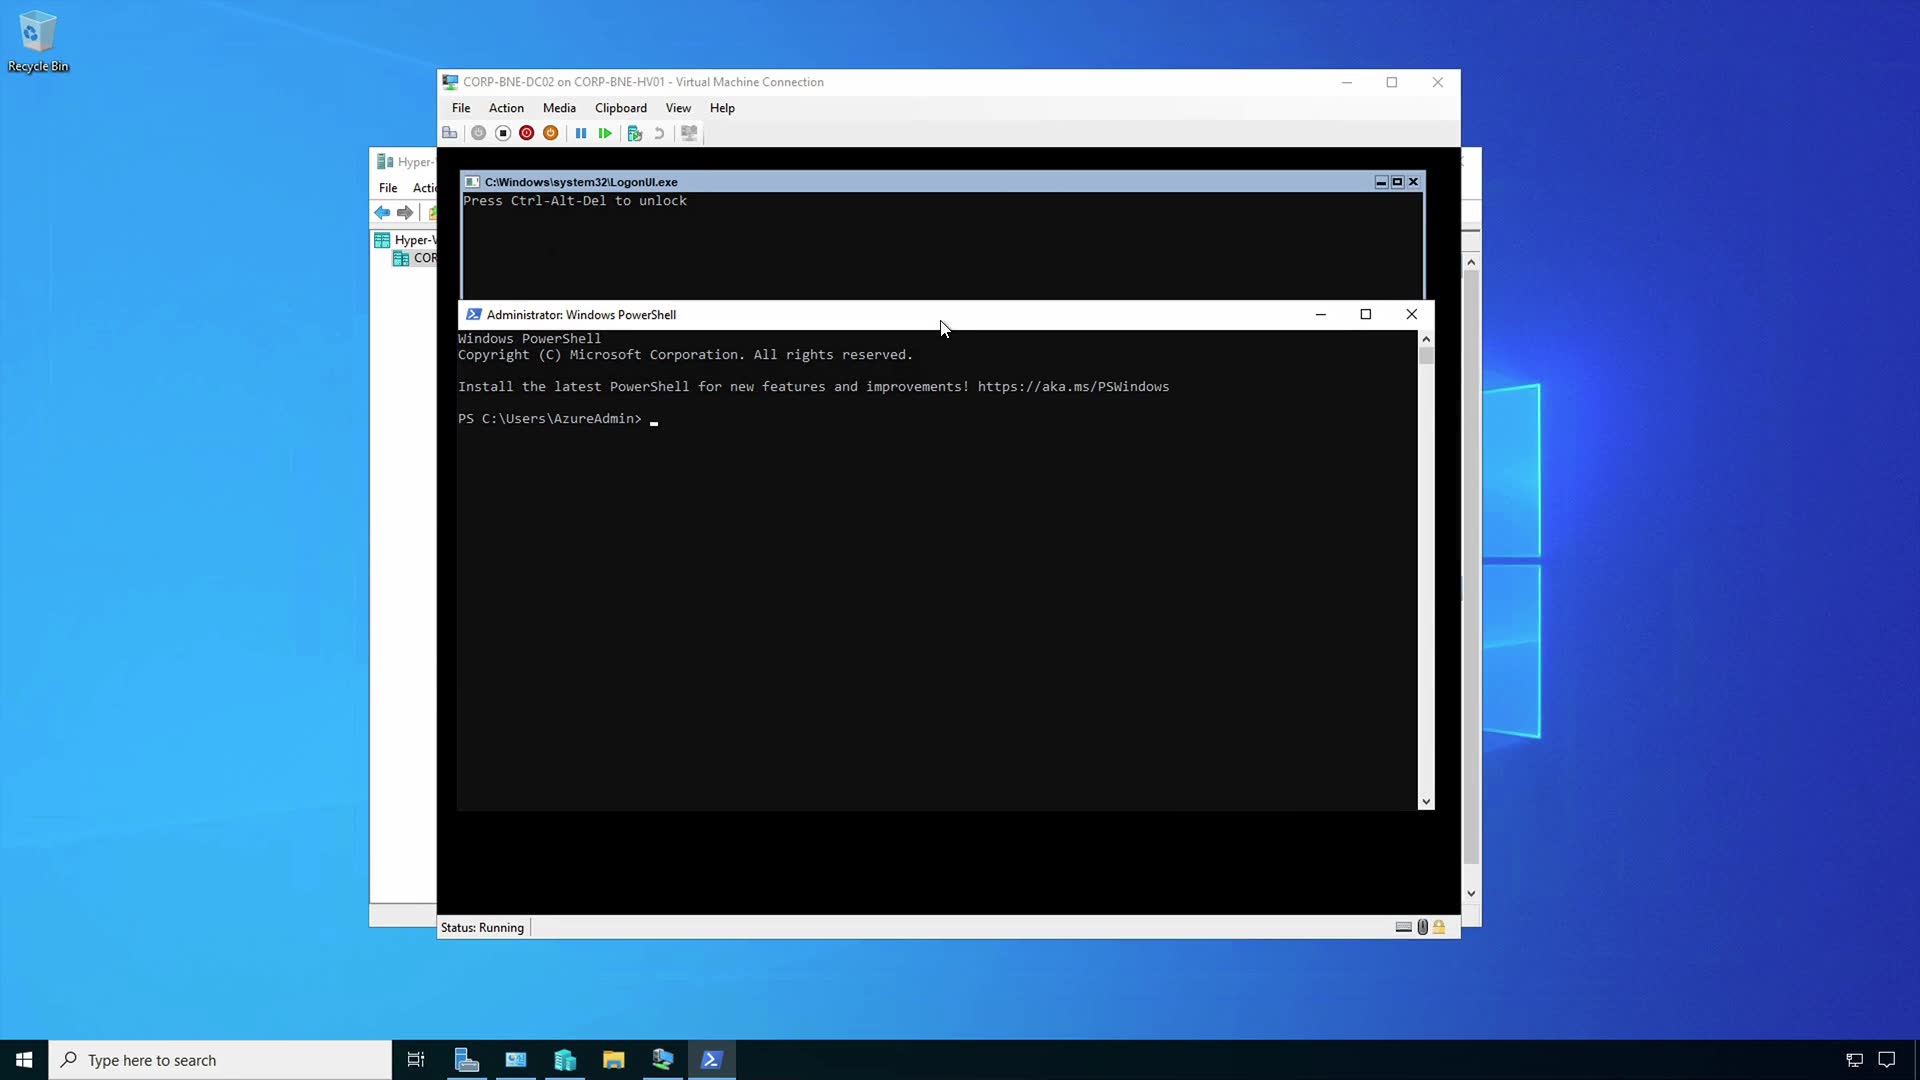 Recycle Bin
CORP-BNE-DC02 on CORP-BNE-HV01 - Virtual Machine Connection
File Action Media Clipboard View Help
Hyper-
File Actic
Hyper-V
COR
C:\Windows\system32\LogonUI.exe
Press Ctrl-Alt-Del to unlock
Administrator: Windows PowerShell
Windows PowerShell
Copyright (C) Microsoft Corporation. All rights reserved.
Install the latest PowerShell for new features and improvements! https://aka.ms/PSWindows
PS C:\Users\AzureAdmin>
Status: Running
Type here to search